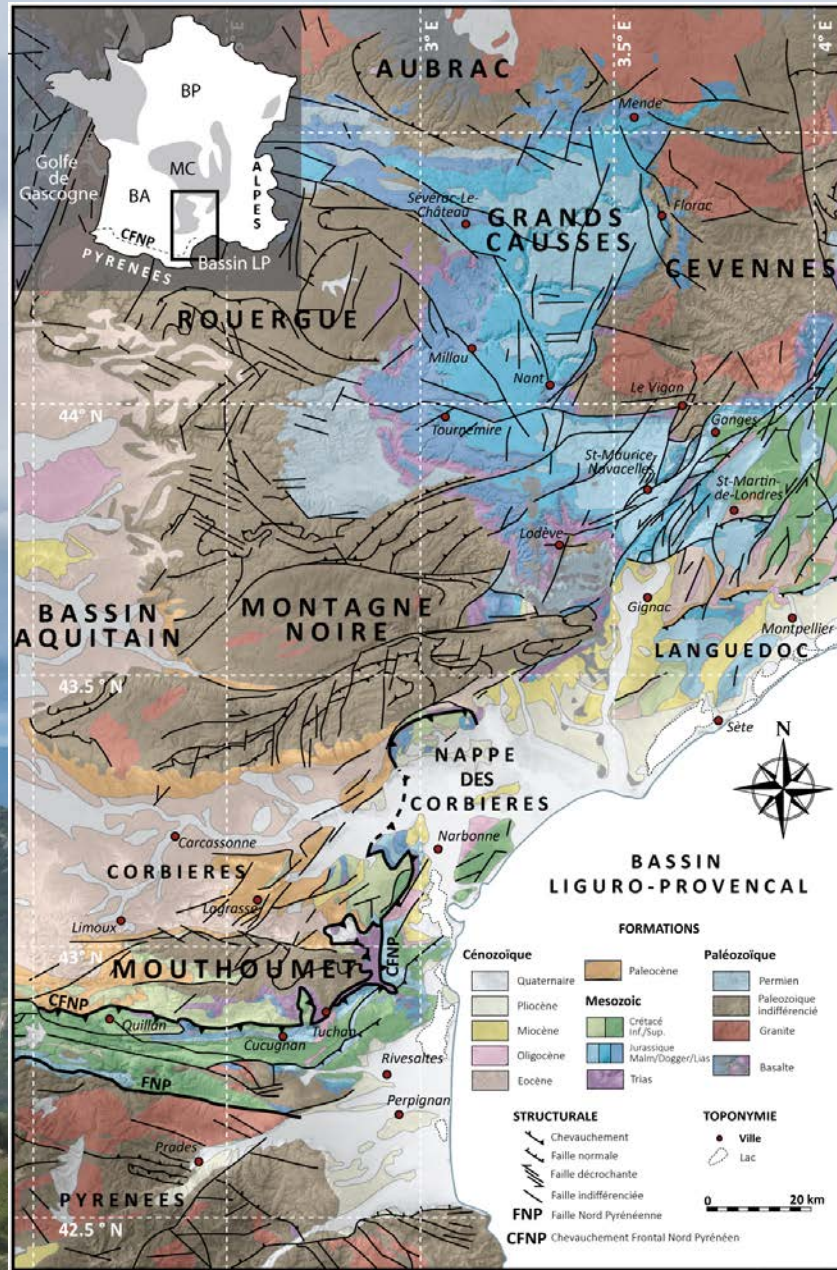 3° E
3.5° E
4° E
AUBRAC
BP
Mende
Golfe
de
Gascogne
MC
ALPES
BA
Séverac-Le-
Château
GRANDS
CAUSSES
Florac
CFNP
PYRENEES
Bassin LP
CEVENNES
ROUERGUE
Millau
Nant
Le Vigan
44° N
Tournemire
Ganges
St-Maurice-
Navacelles
St-Martin-
de-Londres
Lodève
BASSIN
AQUITAIN
MONTAGNE
NOIRE
Gignac
Montpellier
LANGUEDOC
43.5° N
Sète
N
NAPPE
DES
CORBIERES
Carcassonne
Narbonne
CORBIERES
BASSIN
LIGURO-PROVENCAL
Lagrasse
Limoux
43° N
MOUTHOUMET
CFNP
CFNP
Quillan
Tuchan
Cucugnan
Rivesaltes
FNP
Perpignan
Prades
PYRENEES
42.5° N
FORMATIONS
Cénozoïque
Quaternaire
Pliocène
Miocène
Oligocène
Eocène
Paleocène
Mesozoic
Crétacé
Inf./Sup.
Jurassique
Malm/Dogger/Lias
Trias
Paléozoïque
Permien
Paleozoique
indifférencié
Granite
Basalte
STRUCTURALE
Chevauchement
Faille normale
Faille décrochante
Faille indifférenciée
FNP Faille Nord Pyrénéenne
CFNP Chevauchement Frontal Nord Pyrénéen
TOPONYMIE
Ville
Lac
0 20 km